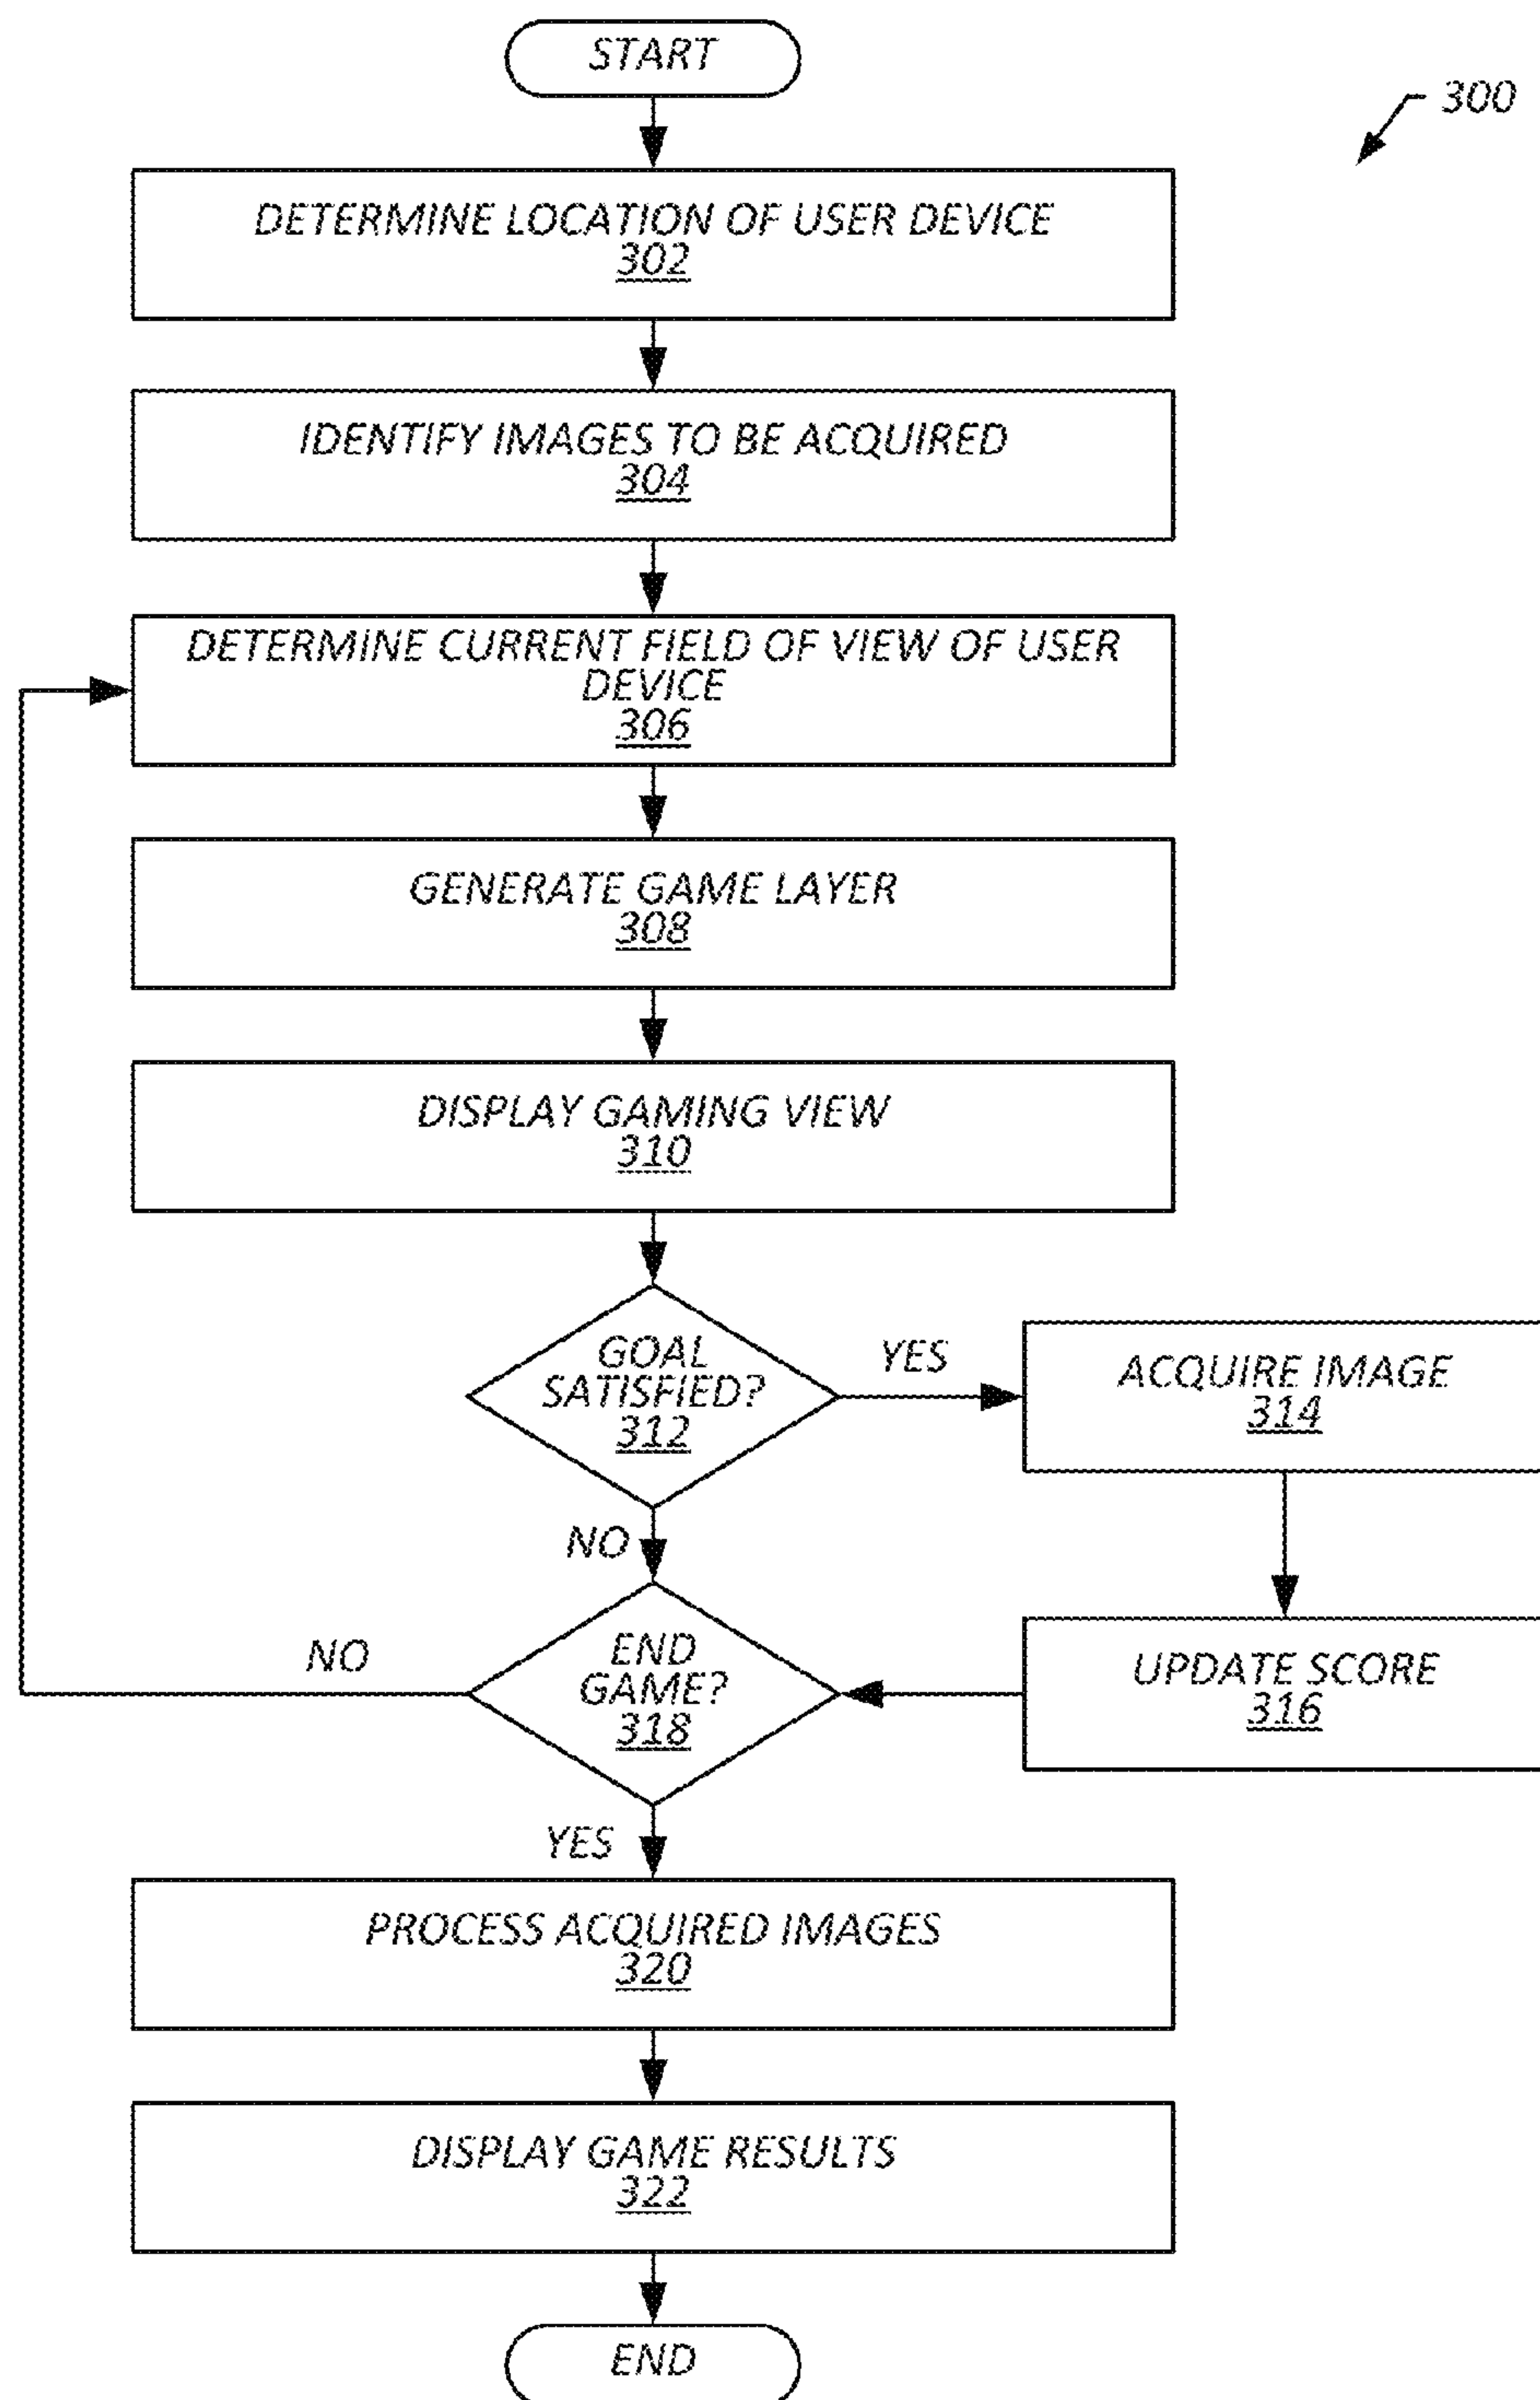 START
300
DETERMINE LOCATION OF USER DEVICE
302
IDENTIFY IMAGES TO BE ACQUIRED
304
DETERMINE CURRENT FIELD OF VIEW OF USER
DEVICE
306
GENERATE GAME LAYER
308
DISPLAY GAMING VIEW
310
GOAL
SATISFIED?
312
YES
ACQUIRE IMAGE
314
NO
END
GAME?
318
NO
UPDATE SCORE
316
YES
PROCESS ACQUIRED IMAGES
320
DISPLAY GAME RESULTS
322
END